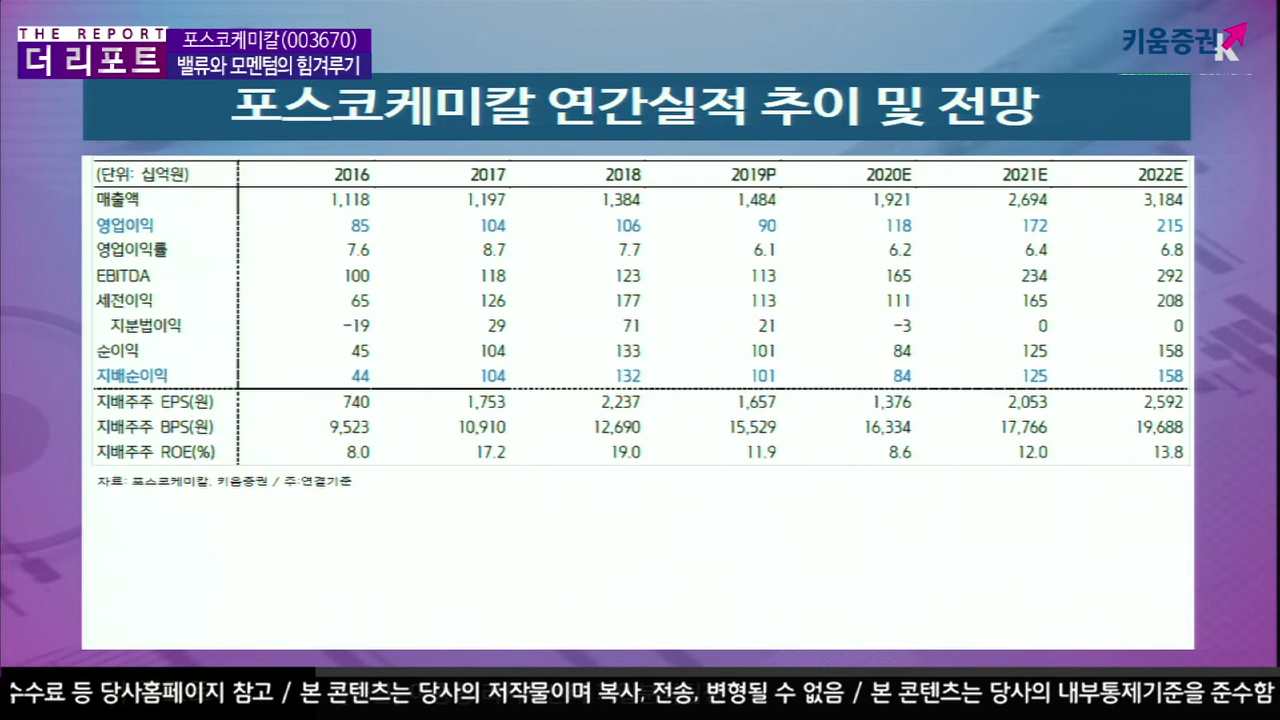 THE REPORT
더 리포트
포스코케미칼(003670)
밸류와 모멘텀의 힘겨루기
키움증권
포스코케미칼 연간실적 추이 및 전망
(단위: 십억원) 2016 2017 2018 2019P 2020E 2021E 2022E
매출액 1,118 1,197 1,384 1,484 1,921 2,694 3,184
영업이익 85 104 106 90 118 172 215
영업이익률 7.6 8.7 7.7 6.1 6.2 6.4 6.8
EBITDA 100 118 123 113 165 234 292
세전이익 65 126 177 113 111 165 208
지분법이익 -19 29 71 21 -3 0 0
순이익 45 104 133 101 84 125 158
지배순이익 44 104 132 101 84 125 158
지배주주 EPS(원) 740 1,753 2,237 1,657 1,376 2,053 2,592
지배주주 BPS(원) 9,523 10,910 12,690 15,529 16,334 17,766 19,688
지배주주 ROE(%) 8.0 17.2 19.0 11.9 8.6 12.0 13.8
자료: 포스코케미칼, 키움증권 / 주:연결기준
수수료 등 당사홈페이지 참고 / 본 콘텐츠는 당사의 저작물이며 복사, 전송, 변형될 수 없음 / 본 콘텐츠는 당사의 내부통제기준을 준수함